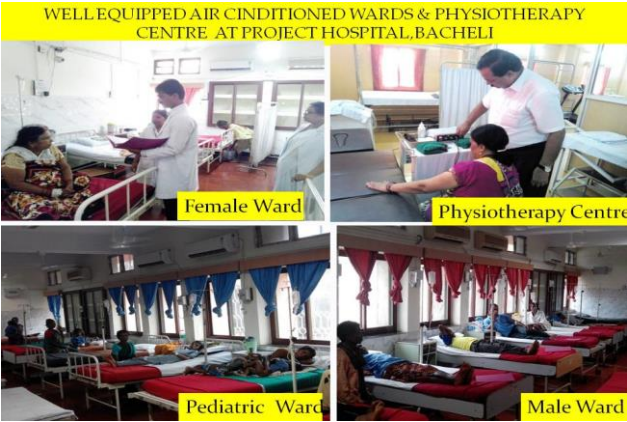 WELL EQUIPPED AIR CINDITIONED WARDS & PHYSIOTHERAPY
CENTRE AT PROJECT HOSPITAL,BACHELI
Female Ward
Physiotherapy Centre
Pediatric Ward
Male Ward